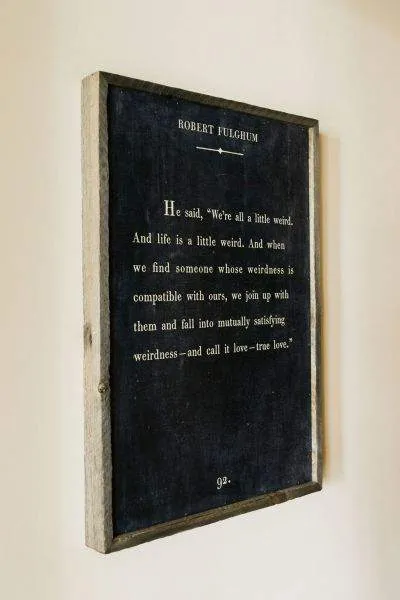 ROBERT FULGHUM
He said, "We're all a little weird.
And life is a little weird. And when
we find someone whose weirdness is
compatible with ours, we join up with
them and fall into mutually satisfying
weirdness—and call it love—true love."
92.